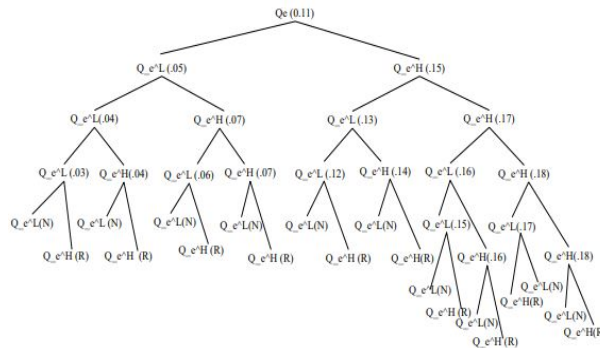 Qe (0.11)
Q_e^L (.05) Q_e^H (.15)
Q_e^L(.04) Q_e^H (.07) Q_e^L (.13) Q_e^H (.17)
Q_e^L (.03) Q_e^H(.04) Q_e^L (.06) Q_e^H (.07) Q_e^L (.12) Q_e^H (.14) Q_e^L (.16) Q_e^H (.18)
Q_e^L(N) Q_e^L (N) Q_e^L(N) Q_e^L(N) Q_e^L(N) Q_e^L(N) Q_e^L(.15) Q_e^L(.17)
Q_e^H (R) Q_e^H (R) Q_e^H (R) Q_e^H (R) Q_e^H (R) Q_e^H(R) Q_e^H(.16) Q_e^H(.18)
Q_e^L(N) Q_e^L(N)
Q_e^H (R) Q_e^H(R)
Q_e^L(N) Q_e^L(N)
Q_e^H (R) Q_e^H(R